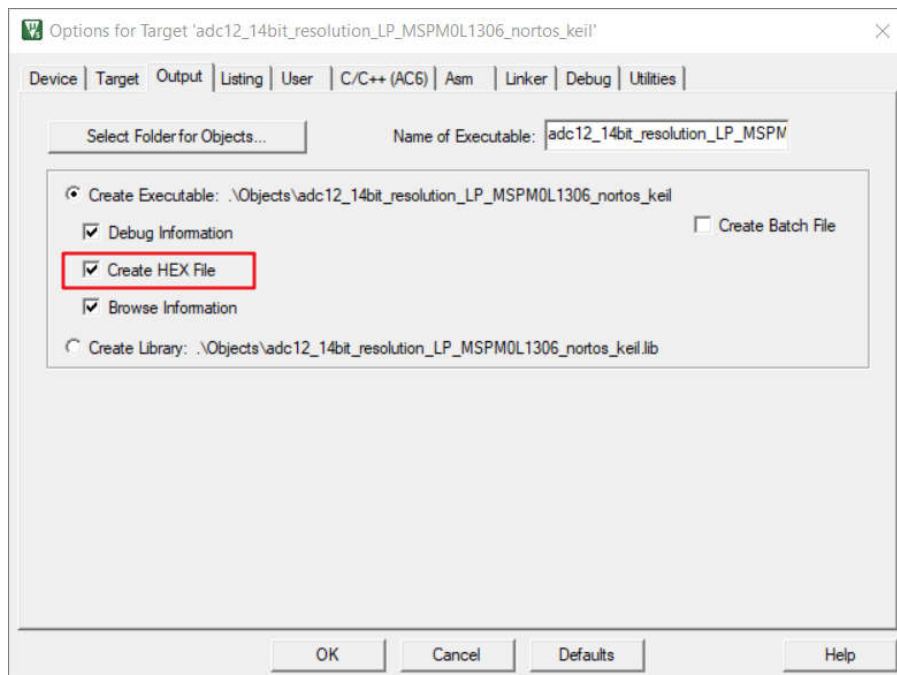 Options for Target 'adc12_14bit_resolution_LP_MSPM0L1306_nortos_keil'
Device Target Output Listing User C/C++ (AC6) Asm Linker Debug Utilities
Select Folder for Objects... Name of Executable: adc12_14bit_resolution_LP_MSPM
Create Executable: .\Objects\adc12_14bit_resolution_LP_MSPM0L1306_nortos_keil
Debug Information Create Batch File
Create HEX File
Browse Information
Create Library: .\Objects\adc12_14bit_resolution_LP_MSPM0L1306_nortos_keil.lib
OK Cancel Defaults Help